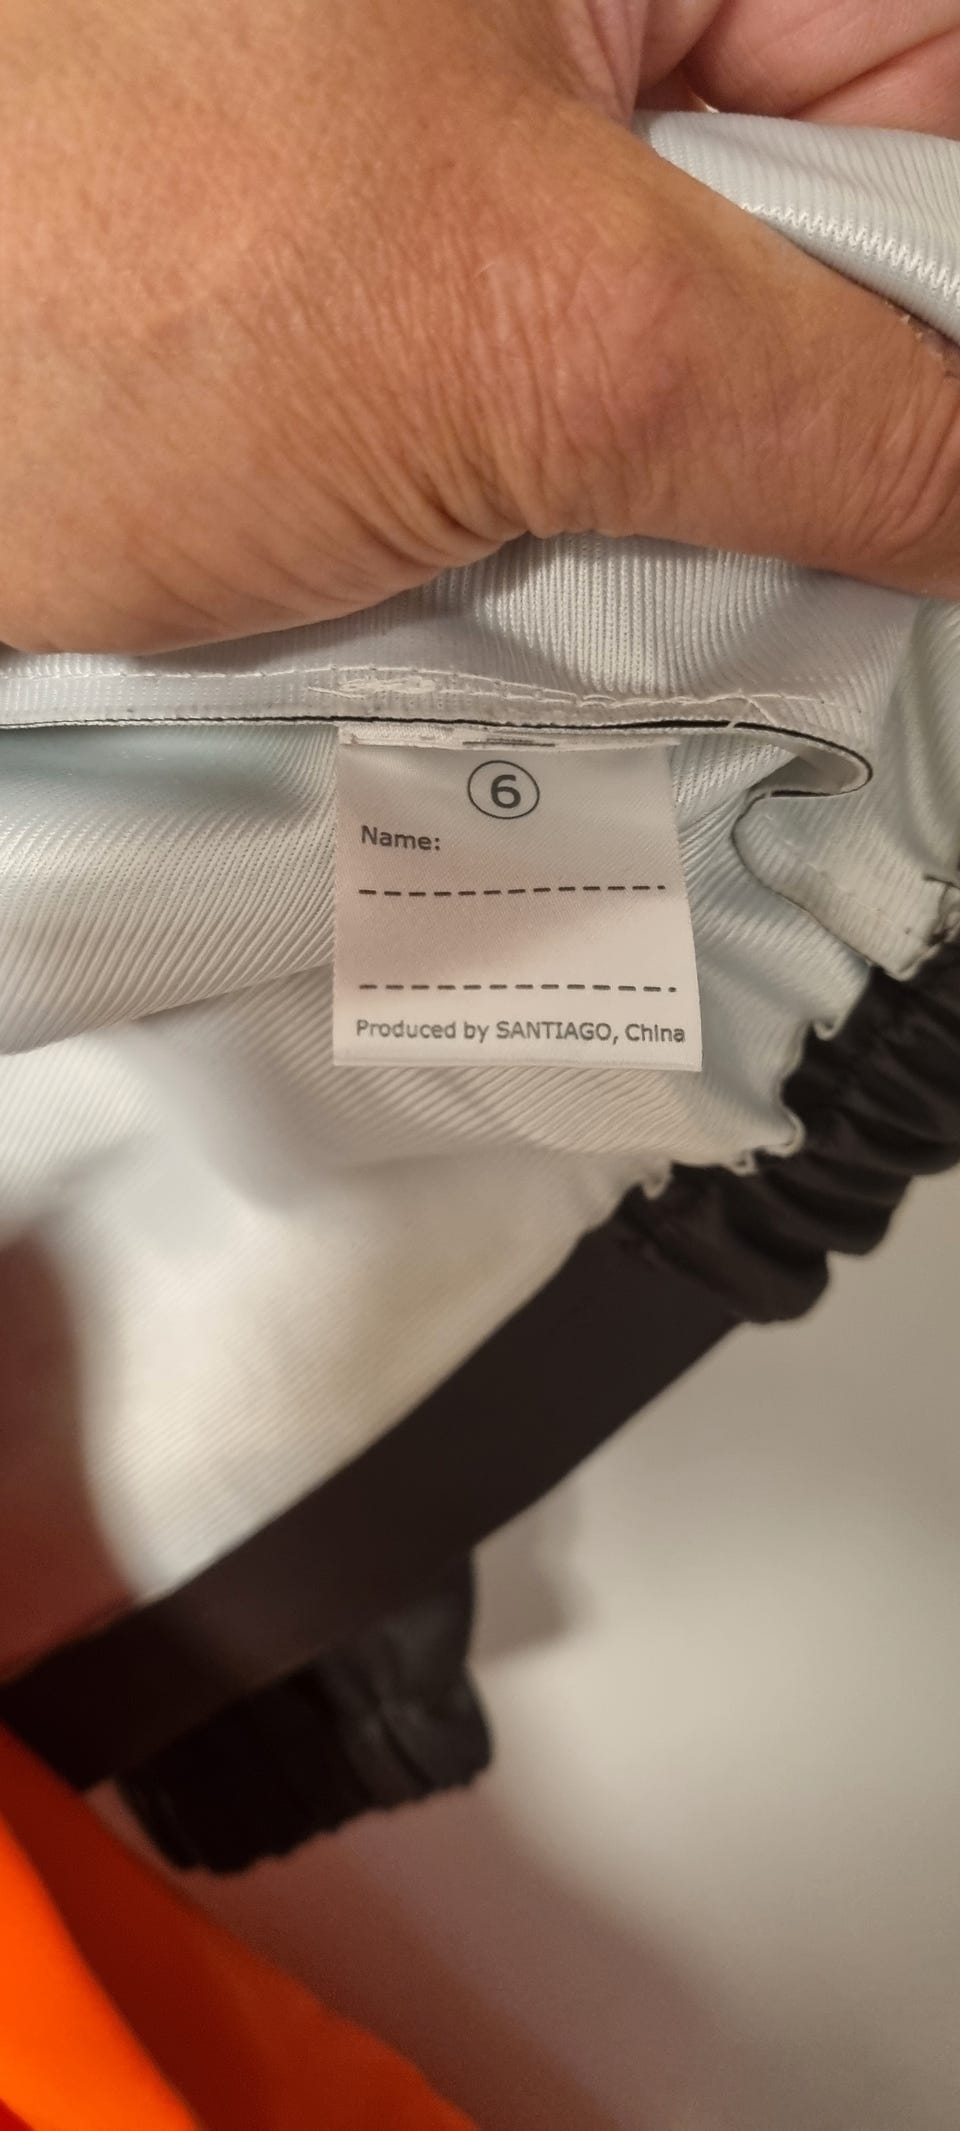 6
Name:
Produced by SANTIAGO, China